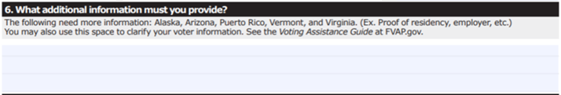 6. What additional information must you provide?
The following need more information: Alaska, Arizona, Puerto Rico, Vermont, and Virginia. (Ex. Proof of residency, employer, etc.)
You may also use this space to clarify your voter information. See the Voting Assistance Guide at FVAP.gov.